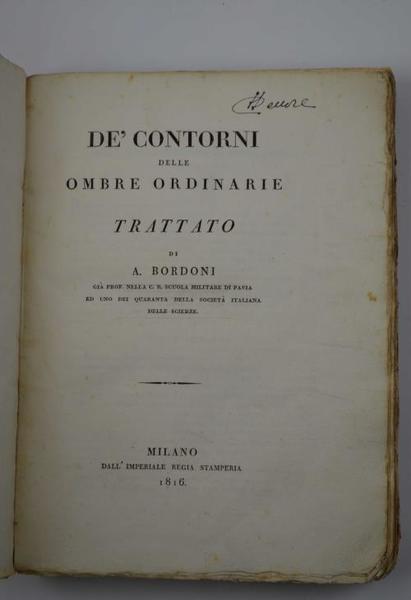 DE' CONTORNI
DELLE
OMBRE ORDINARIE
TRATTATO
DI
A. BORDONI
GIÀ PROF. NELLA C. R. SCUOLA MILITARE DI PAVIA
ED UNO DEI QUARANTA DELLA SOCIETÀ ITALIANA
DELLE SCIENZE.
MILANO
DALL' IMPERIALE REGIA STAMPERIA
1816.